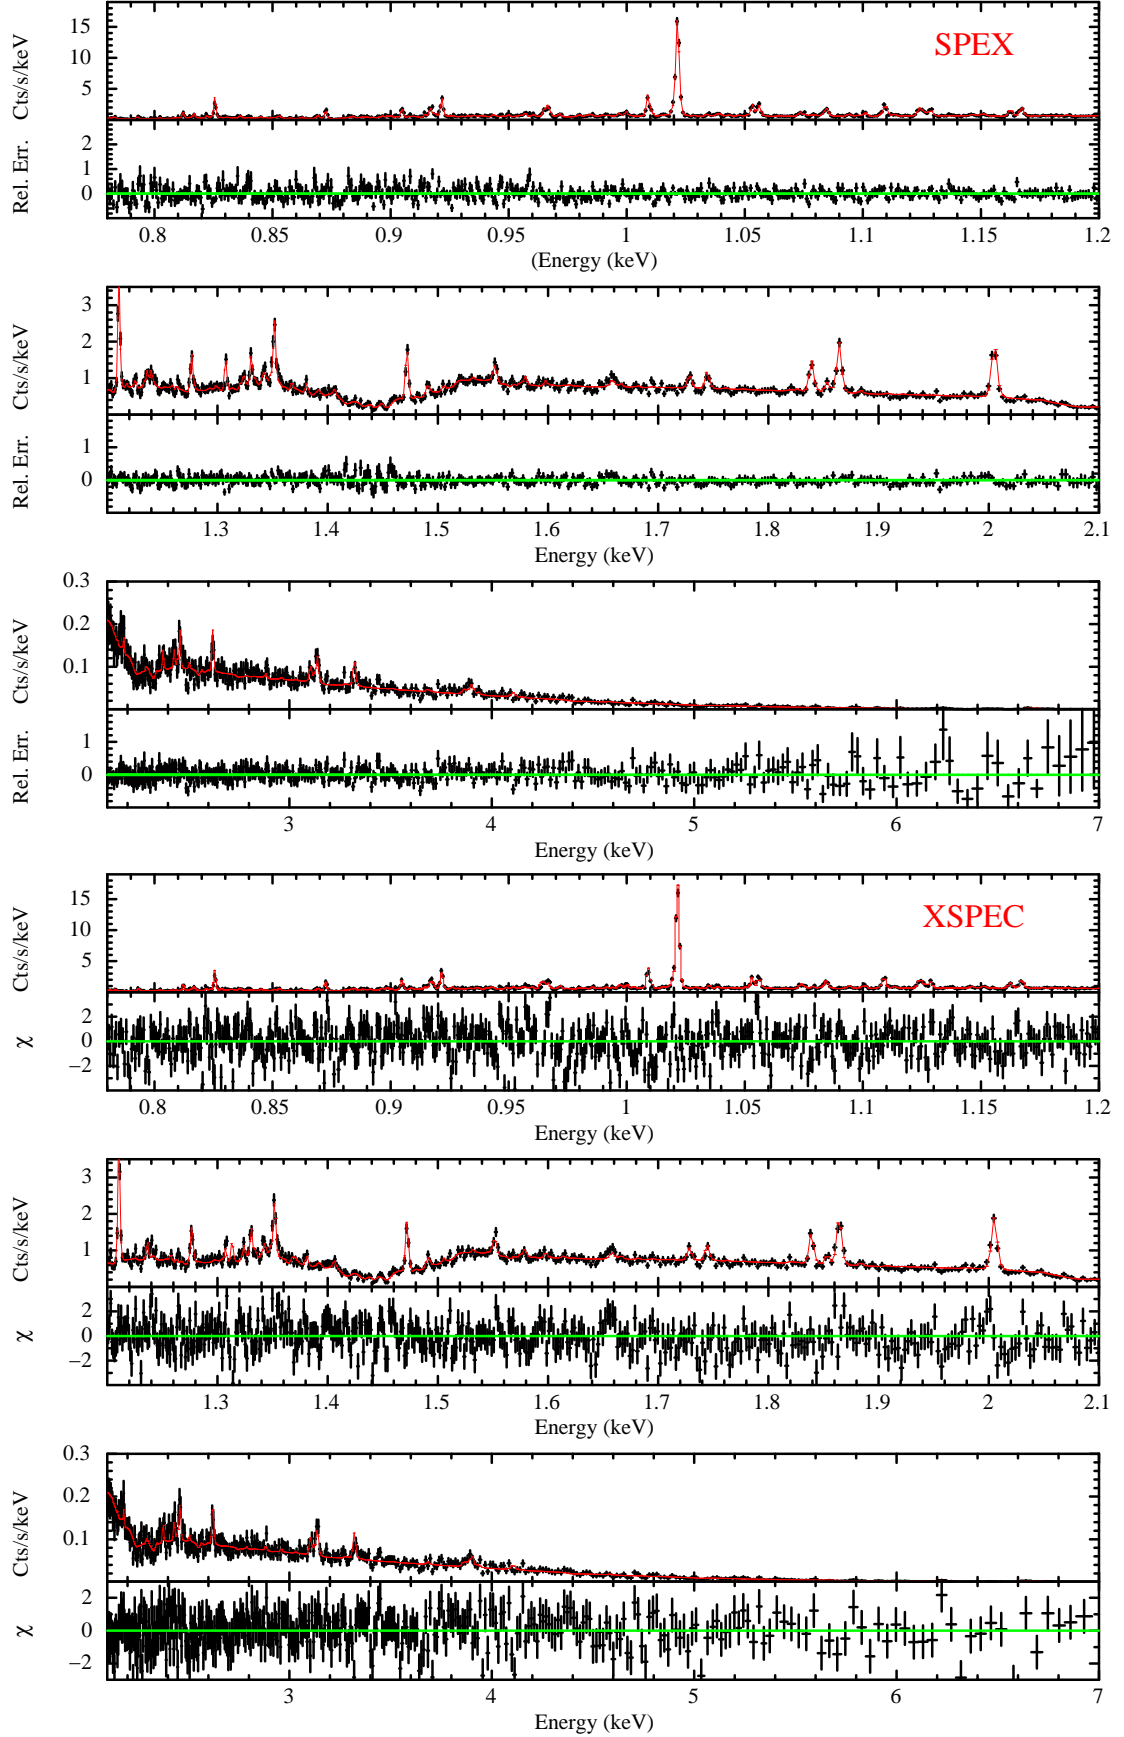 15
10
5
Cts/s/keV
SPEX
2
1
0
Rel. Err.
0.8 0.85 0.9 0.95 1 1.05 1.1 1.15 1.2
(Energy (keV)
3
2
1
Cts/s/keV
1
0
Rel. Err.
1.3 1.4 1.5 1.6 1.7 1.8 1.9 2 2.1
Energy (keV)
0.3
0.2
0.1
Cts/s/keV
1
0
Rel. Err.
3 4 5 6 7
Energy (keV)
15
10
5
Cts/s/keV
XSPEC
2
0
−2
χ
0.8 0.85 0.9 0.95 1 1.05 1.1 1.15 1.2
Energy (keV)
3
2
1
Cts/s/keV
2
0
−2
χ
1.3 1.4 1.5 1.6 1.7 1.8 1.9 2 2.1
Energy (keV)
0.3
0.2
0.1
Cts/s/keV
2
0
−2
χ
3 4 5 6 7
Energy (keV)